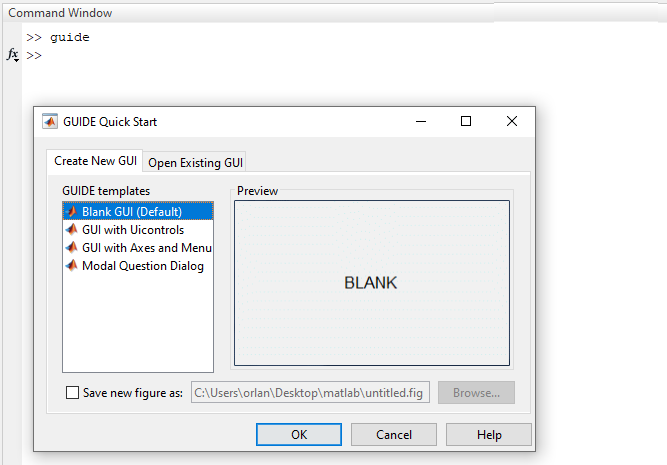 Command Window
>> guide
fx >>
GUIDE Quick Start
Create New GUI Open Existing GUI
GUIDE templates Preview
Blank GUI (Default)
GUI with Uicontrols
GUI with Axes and Menu
Modal Question Dialog
BLANK
Save new figure as: C:\Users\orlan\Desktop\matlab\untitled.fig Browse...
OK Cancel Help